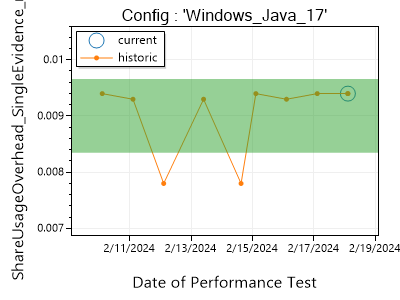 Config : 'Windows_Java_17'
current
historic
ShareUsageOverhead_SingleEvidence_
0.01
0.009
0.008
0.007
2/11/2024
2/13/2024
2/15/2024
2/17/2024
2/19/2024
Date of Performance Test